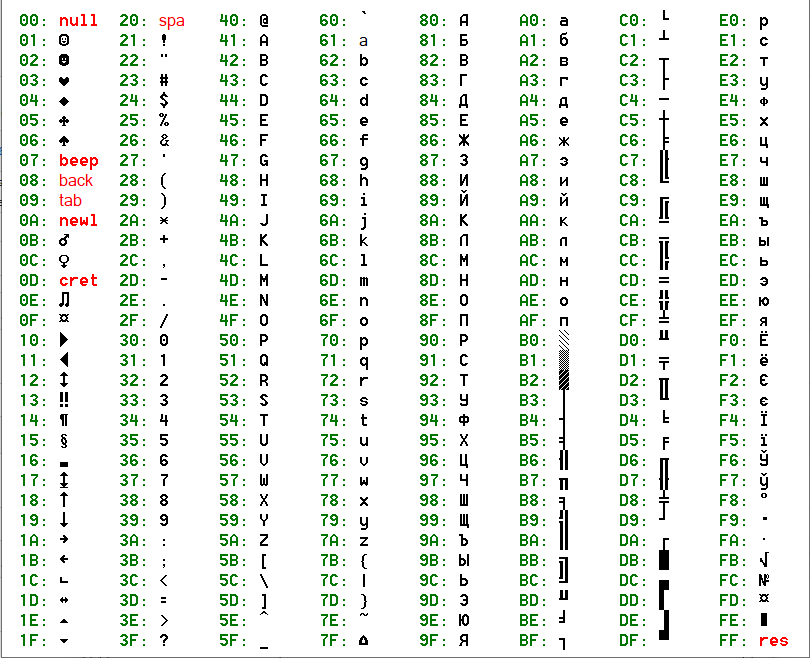 00: null 20: spa 40: @ 60: ` 80: А A0: а C0: └ E0: р
01: ☺ 21: ! 41: A 61: a 81: Б A1: б C1: ┴ E1: с
02: ☻ 22: " 42: B 62: b 82: В A2: в C2: ┬ E2: т
03: ♥ 23: # 43: C 63: c 83: Г A3: г C3: ├ E3: у
04: ♦ 24: $ 44: D 64: d 84: Д A4: д C4: ─ E4: ф
05: ♣ 25: % 45: E 65: e 85: Е A5: е C5: ┼ E5: х
06: ♠ 26: & 46: F 66: f 86: Ж A6: ж C6: ╞ E6: ц
07: beep 27: ' 47: G 67: g 87: З A7: з C7: ╟ E7: ч
08: back 28: ( 48: H 68: h 88: И A8: и C8: ╚ E8: ш
09: tab 29: ) 49: I 69: i 89: Й A9: й C9: ╔ E9: щ
0A: newl 2A: * 4A: J 6A: j 8A: К AA: к CA: ╩ EA: ъ
0B: ♂ 2B: + 4B: K 6B: k 8B: Л AB: л CB: ╦ EB: ы
0C: ♀ 2C: , 4C: L 6C: l 8C: М AC: м CC: ╠ EC: ь
0D: cret 2D: - 4D: M 6D: m 8D: Н AD: н CD: ═ ED: э
0E: ♫ 2E: . 4E: N 6E: n 8E: О AE: о CE: ╬ EE: ю
0F: ¤ 2F: / 4F: O 6F: o 8F: П AF: п CF: ╧ EF: я
10: ► 30: 0 50: P 70: p 90: Р B0: ░ D0: ╨ F0: Ё
11: ◄ 31: 1 51: Q 71: q 91: С B1: ▒ D1: ╤ F1: ё
12: ↕ 32: 2 52: R 72: r 92: Т B2: ▓ D2: ╥ F2: Є
13: ‼ 33: 3 53: S 73: s 93: У B3: │ D3: ╙ F3: є
14: ¶ 34: 4 54: T 74: t 94: Ф B4: ┤ D4: ╘ F4: Ї
15: § 35: 5 55: U 75: u 95: Х B5: ╡ D5: ╒ F5: ї
16: ▬ 36: 6 56: V 76: v 96: Ц B6: ╢ D6: ╓ F6: Ў
17: ↨ 37: 7 57: W 77: w 97: Ч B7: ╖ D7: ╫ F7: ў
18: ↑ 38: 8 58: X 78: x 98: Ш B8: ╕ D8: ╪ F8: °
19: ↓ 39: 9 59: Y 79: y 99: Щ B9: ╣ D9: ┘ F9: ∙
1A: → 3A: : 5A: Z 7A: z 9A: Ъ BA: ║ DA: ┌ FA: ·
1B: ← 3B: ; 5B: [ 7B: { 9B: Ы BB: ╗ DB: █ FB: √
1C: ∟ 3C: < 5C: \ 7C: | 9C: Ь BC: ╝ DC: ▄ FC: №
1D: ↔ 3D: = 5D: ] 7D: } 9D: Э BD: ╜ DD: ▌ FD: ¤
1E: ▲ 3E: > 5E: ^ 7E: ~ 9E: Ю BE: ╛ DE: ▐ FE: ■
1F: ▼ 3F: ? 5F: _ 7F: ⌂ 9F: Я BF: ┐ DF: ▀ FF: res